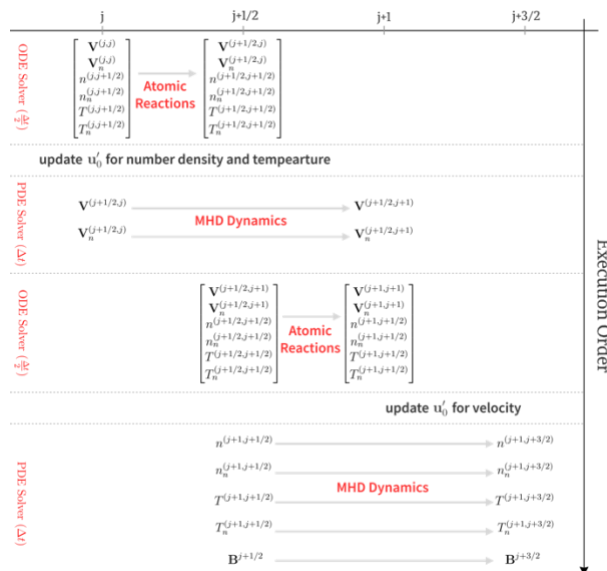 j j+1/2 j+1 j+3/2
ODE Solver (Δt/2)
V^(j,j) V^(j+1/2,j)
V_n^(j,j) V_n^(j+1/2,j)
n^(j,j+1/2) n^(j+1/2,j+1/2)
n_n^(j,j+1/2) n_n^(j+1/2,j+1/2)
T^(j,j+1/2) T^(j+1/2,j+1/2)
T_n^(j,j+1/2) T_n^(j+1/2,j+1/2)
Atomic
Reactions
update u′_0 for number density and tempearture
PDE Solver (Δt)
V^(j+1/2,j) V^(j+1/2,j+1)
MHD Dynamics
V_n^(j+1/2,j) V_n^(j+1/2,j+1)
ODE Solver (Δt/2)
V^(j+1/2,j+1) V^(j+1,j+1)
V_n^(j+1/2,j+1) V_n^(j+1,j+1)
n^(j+1/2,j+1/2) n^(j+1,j+1/2)
n_n^(j+1/2,j+1/2) n_n^(j+1,j+1/2)
T^(j+1/2,j+1/2) T^(j+1,j+1/2)
T_n^(j+1/2,j+1/2) T_n^(j+1,j+1/2)
Atomic
Reactions
update u′_0 for velocity
PDE Solver (Δt)
n^(j+1,j+1/2) n^(j+1,j+3/2)
n_n^(j+1,j+1/2) n_n^(j+1,j+3/2)
MHD Dynamics
T^(j+1,j+1/2) T^(j+1,j+3/2)
T_n^(j+1,j+1/2) T_n^(j+1,j+3/2)
B^j+1/2 B^j+3/2
Execution Order